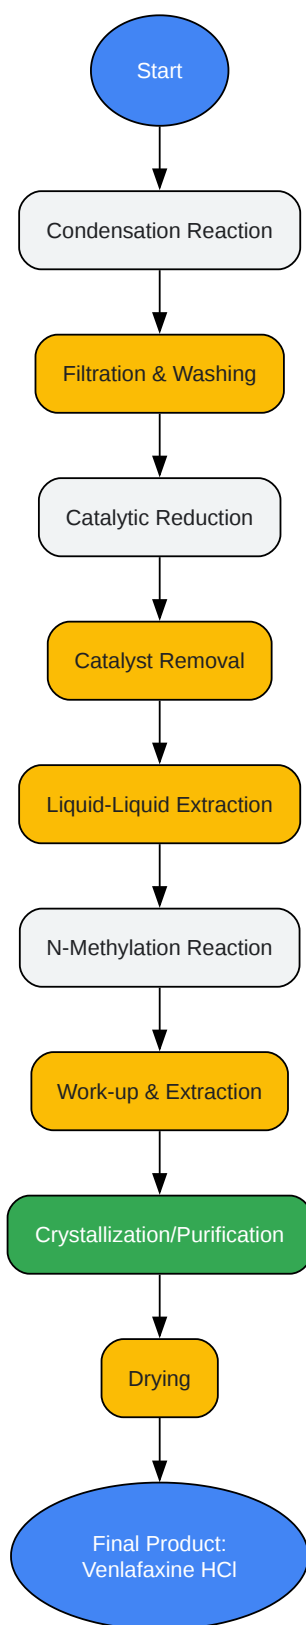 Start
Condensation Reaction
Filtration & Washing
Catalytic Reduction
Catalyst Removal
Liquid-Liquid Extraction
N-Methylation Reaction
Work-up & Extraction
Crystallization/Purification
Drying
Final Product:
Venlafaxine HCl